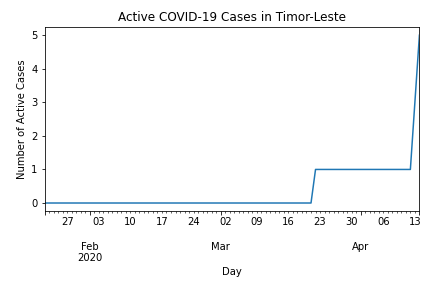 Active COVID-19 Cases in Timor-Leste
Number of Active Cases
5
4
3
2
1
0
27 03 10 17 24 02 09 16 23 30 06 13
Feb Mar Apr
2020
Day